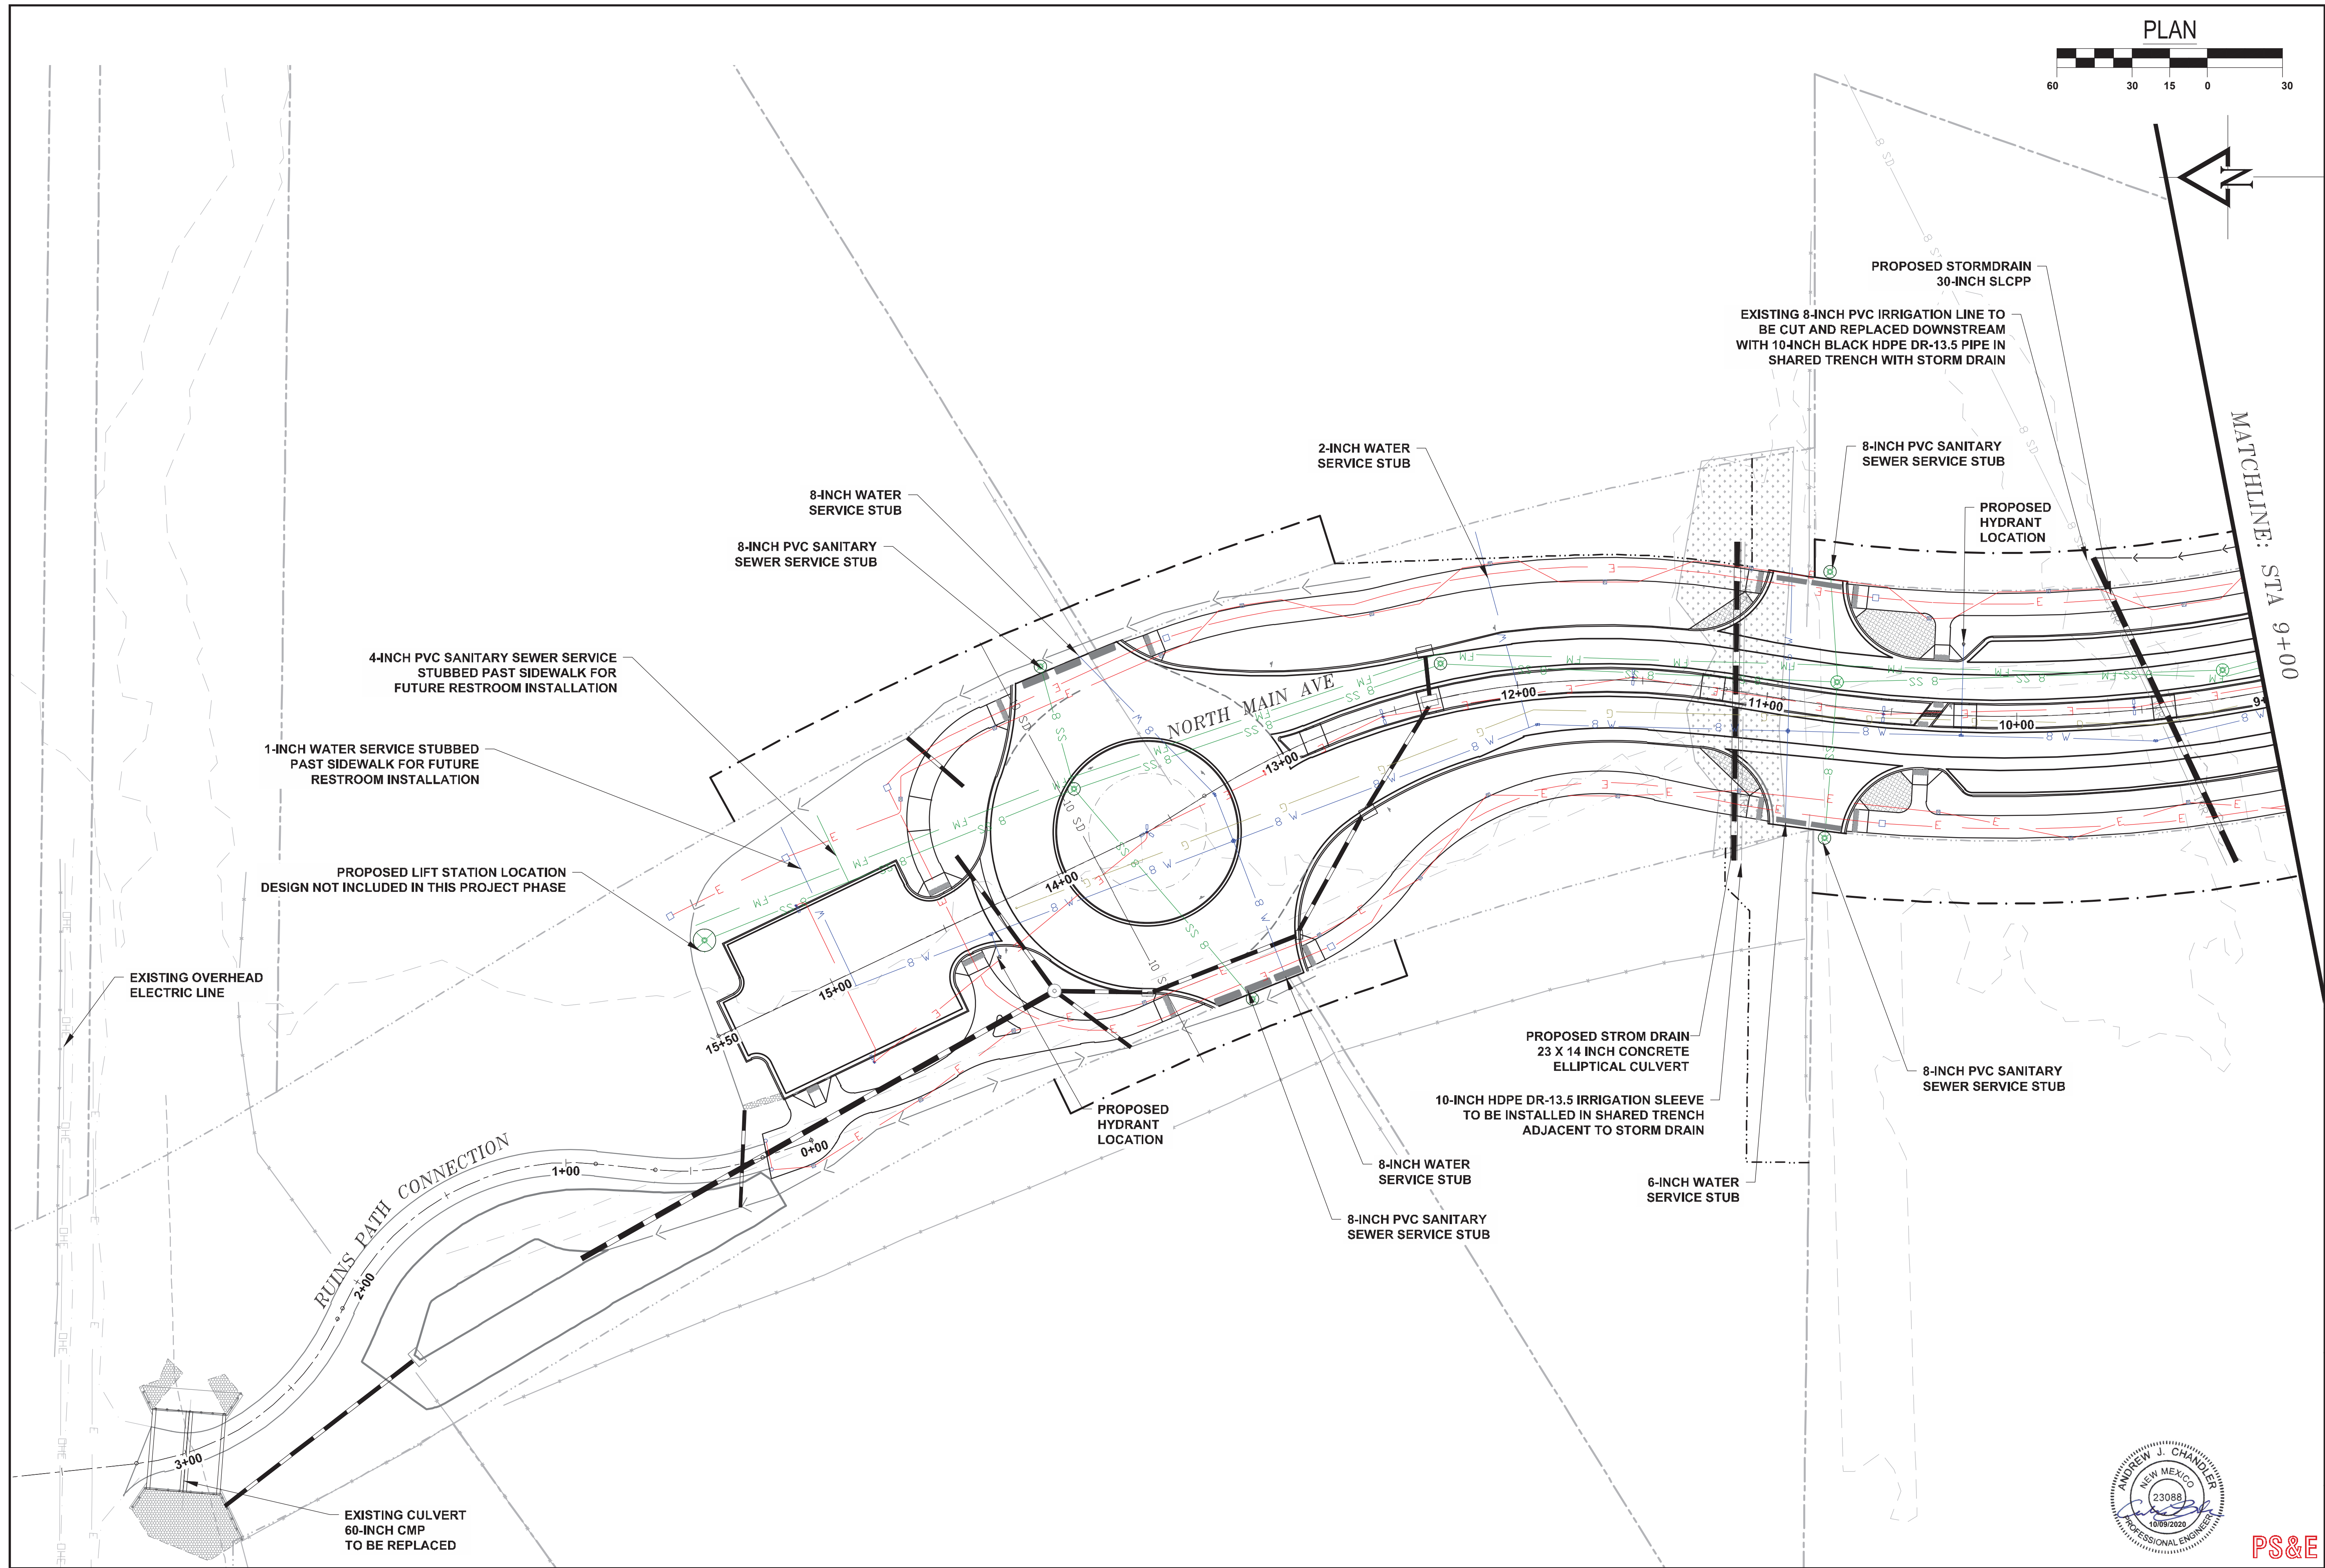 PLAN
60 30 15 0 30
N
PROPOSED STORMDRAIN
30-INCH SLCPP
EXISTING 8-INCH PVC IRRIGATION LINE TO
BE CUT AND REPLACED DOWNSTREAM
WITH 10-INCH BLACK HDPE DR-13.5 PIPE IN
SHARED TRENCH WITH STORM DRAIN
MATCHLINE: STA 9+00
2-INCH WATER
SERVICE STUB
8-INCH PVC SANITARY
SEWER SERVICE STUB
8-INCH WATER
SERVICE STUB
PROPOSED
HYDRANT
LOCATION
8-INCH PVC SANITARY
SEWER SERVICE STUB
4-INCH PVC SANITARY SEWER SERVICE
STUBBED PAST SIDEWALK FOR
FUTURE RESTROOM INSTALLATION
NORTH MAIN AVE
1-INCH WATER SERVICE STUBBED
PAST SIDEWALK FOR FUTURE
RESTROOM INSTALLATION
PROPOSED LIFT STATION LOCATION
DESIGN NOT INCLUDED IN THIS PROJECT PHASE
9+
10+00
11+00
12+00
13+00
14+00
15+00
15+50
EXISTING OVERHEAD
ELECTRIC LINE
PROPOSED STROM DRAIN
23 X 14 INCH CONCRETE
ELLIPTICAL CULVERT
8-INCH PVC SANITARY
SEWER SERVICE STUB
10-INCH HDPE DR-13.5 IRRIGATION SLEEVE
TO BE INSTALLED IN SHARED TRENCH
ADJACENT TO STORM DRAIN
PROPOSED
HYDRANT
LOCATION
8-INCH WATER
SERVICE STUB
6-INCH WATER
SERVICE STUB
8-INCH PVC SANITARY
SEWER SERVICE STUB
RUINS PATH CONNECTION
0+00
1+00
2+00
3+00
EXISTING CULVERT
60-INCH CMP
TO BE REPLACED
ANDREW J. CHANDLER
NEW MEXICO
23088
10/09/2020
PROFESSIONAL ENGINEER
PS&E